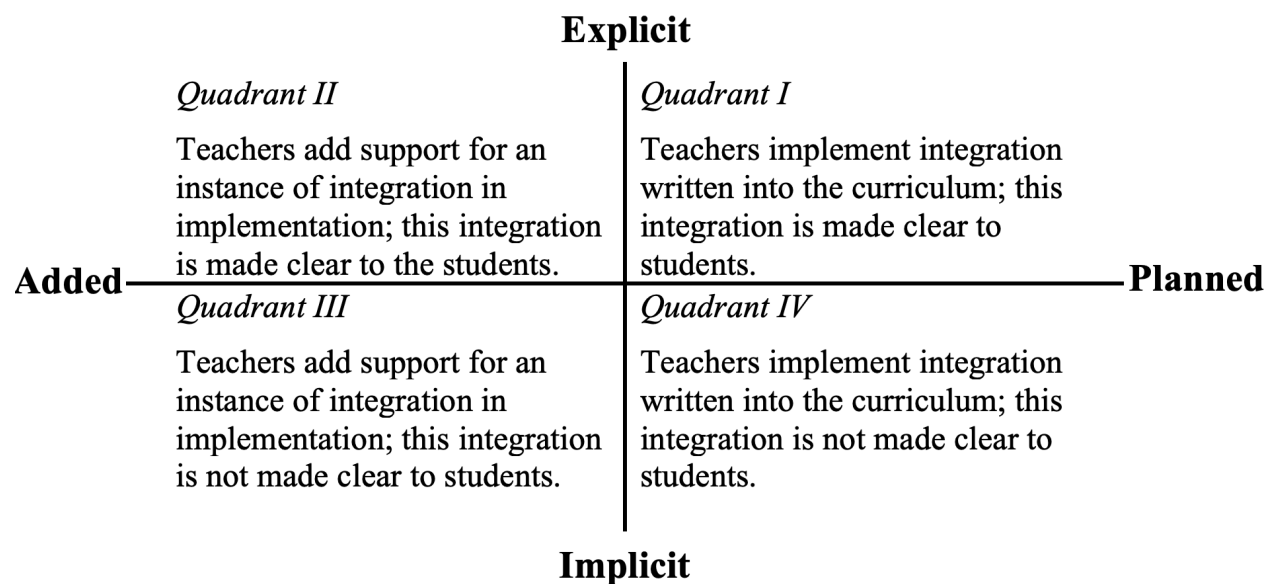 Explicit
Quadrant II
Teachers add support for an
instance of integration in
implementation; this integration
is made clear to the students.
Quadrant I
Teachers implement integration
written into the curriculum; this
integration is made clear to
students.
Added
Planned
Quadrant III
Teachers add support for an
instance of integration in
implementation; this integration
is not made clear to students.
Quadrant IV
Teachers implement integration
written into the curriculum; this
integration is not made clear to
students.
Implicit